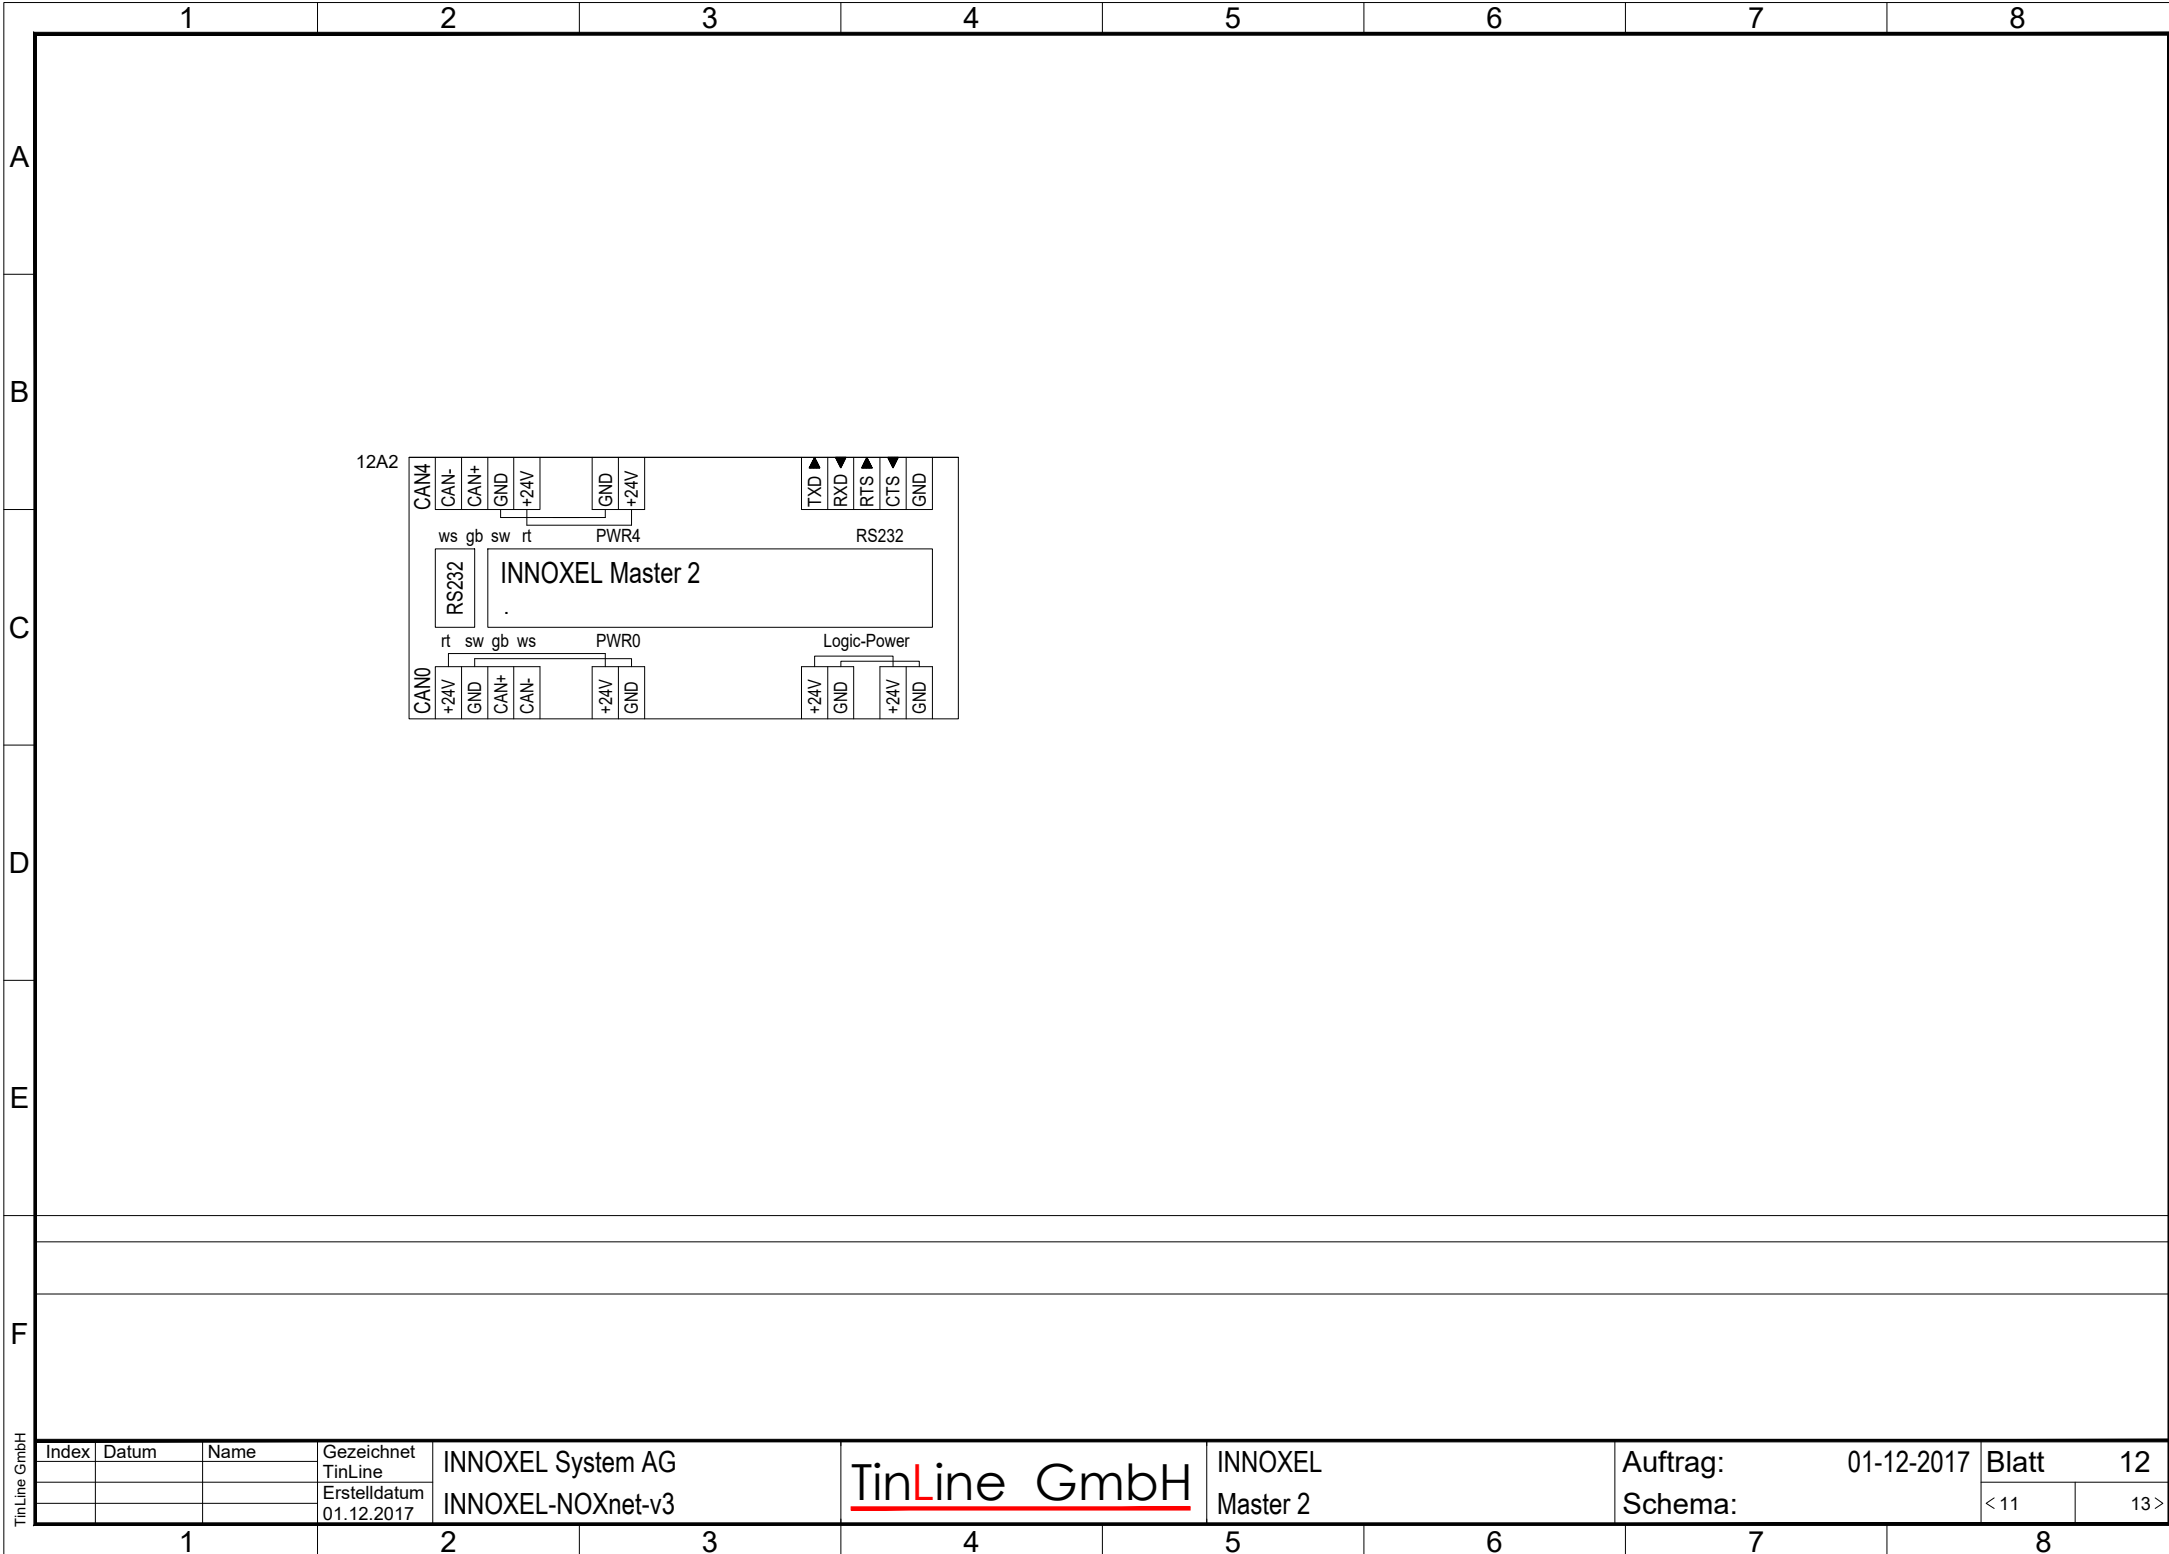 1 2 3 4 5 6 7 8
A
B
C
D
E
F
12A2
CAN4 CAN- CAN+ GND +24V GND +24V TXD RXD RTS CTS GND
ws gb sw rt PWR4 RS232
RS232
INNOXEL Master 2
.
rt sw gb ws PWR0 Logic-Power
CAN0 +24V GND CAN+ CAN- +24V GND +24V GND +24V GND
TinLine GmbH
Index Datum Name
Gezeichnet
TinLine
Erstelldatum
01.12.2017
INNOXEL System AG
INNOXEL-NOXnet-v3
TinLine GmbH
INNOXEL
Master 2
Auftrag: 01-12-2017
Schema:
Blatt 12
< 11 13 >
1 2 3 4 5 6 7 8